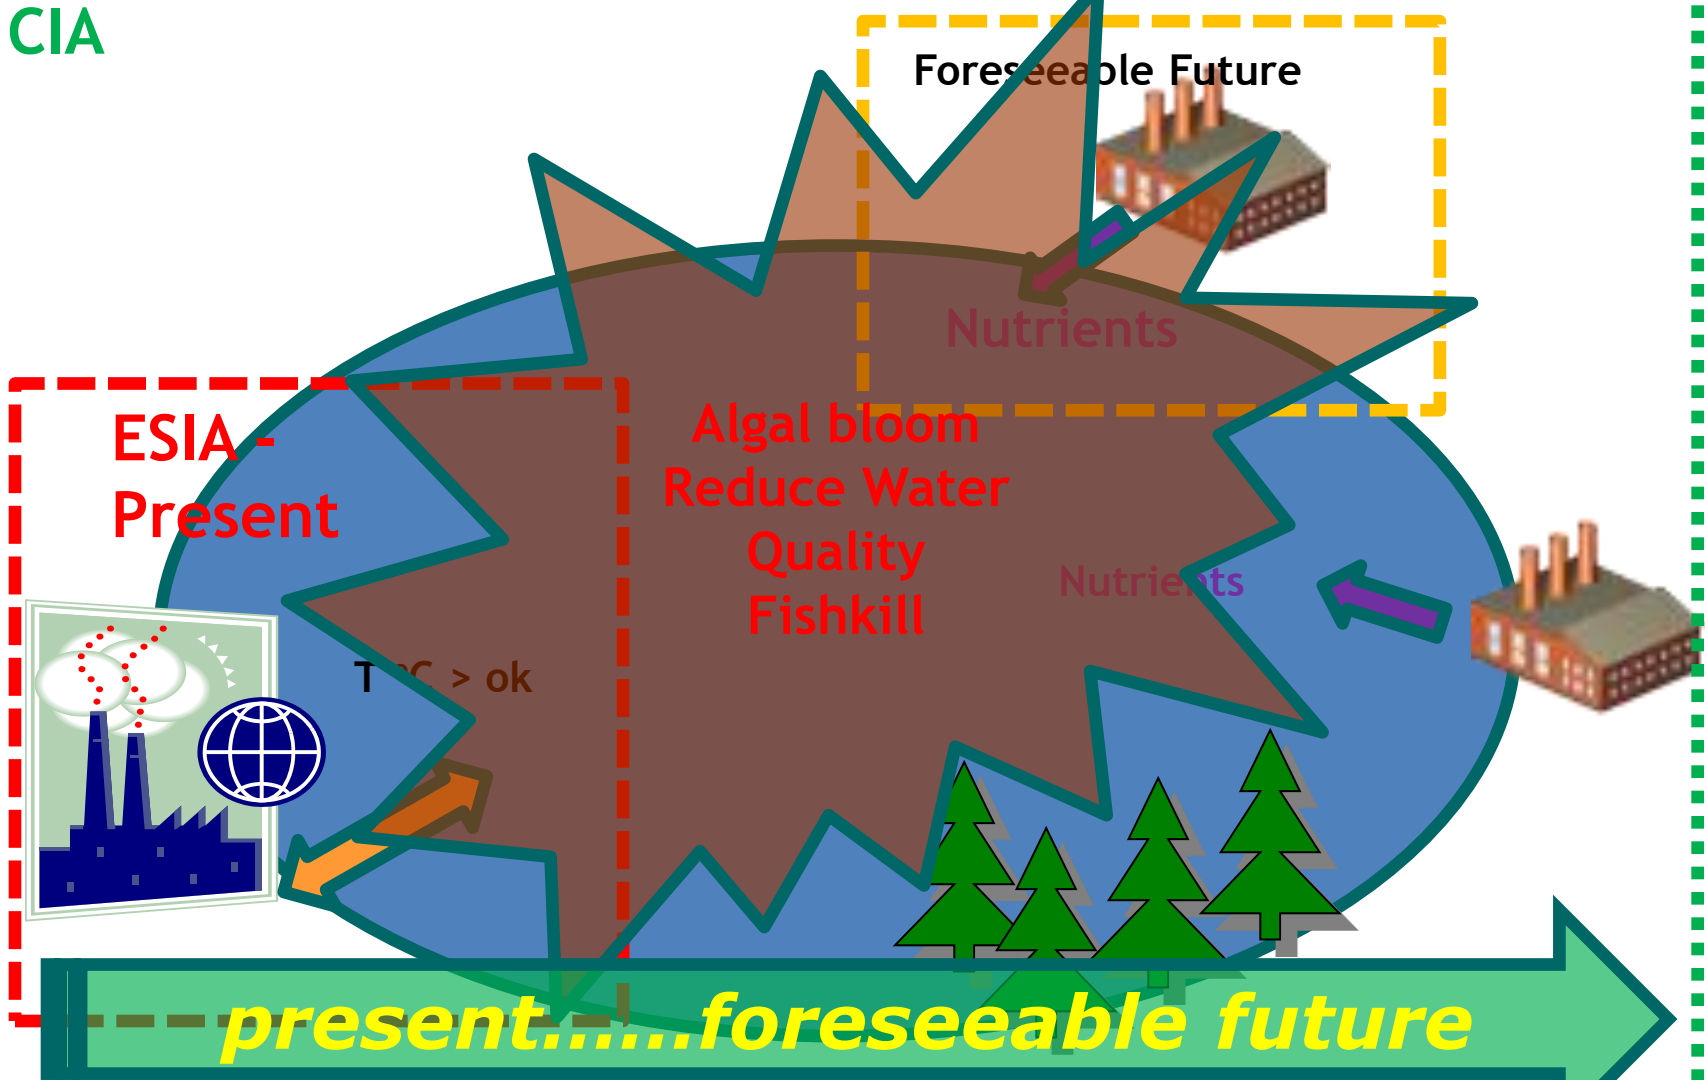 CIA
Foreseeable Future
Nutrients
ESIA -
Present
Algal bloom
Reduce Water
Quality
Fishkill
Nutrients
> ok
present......foreseeable future